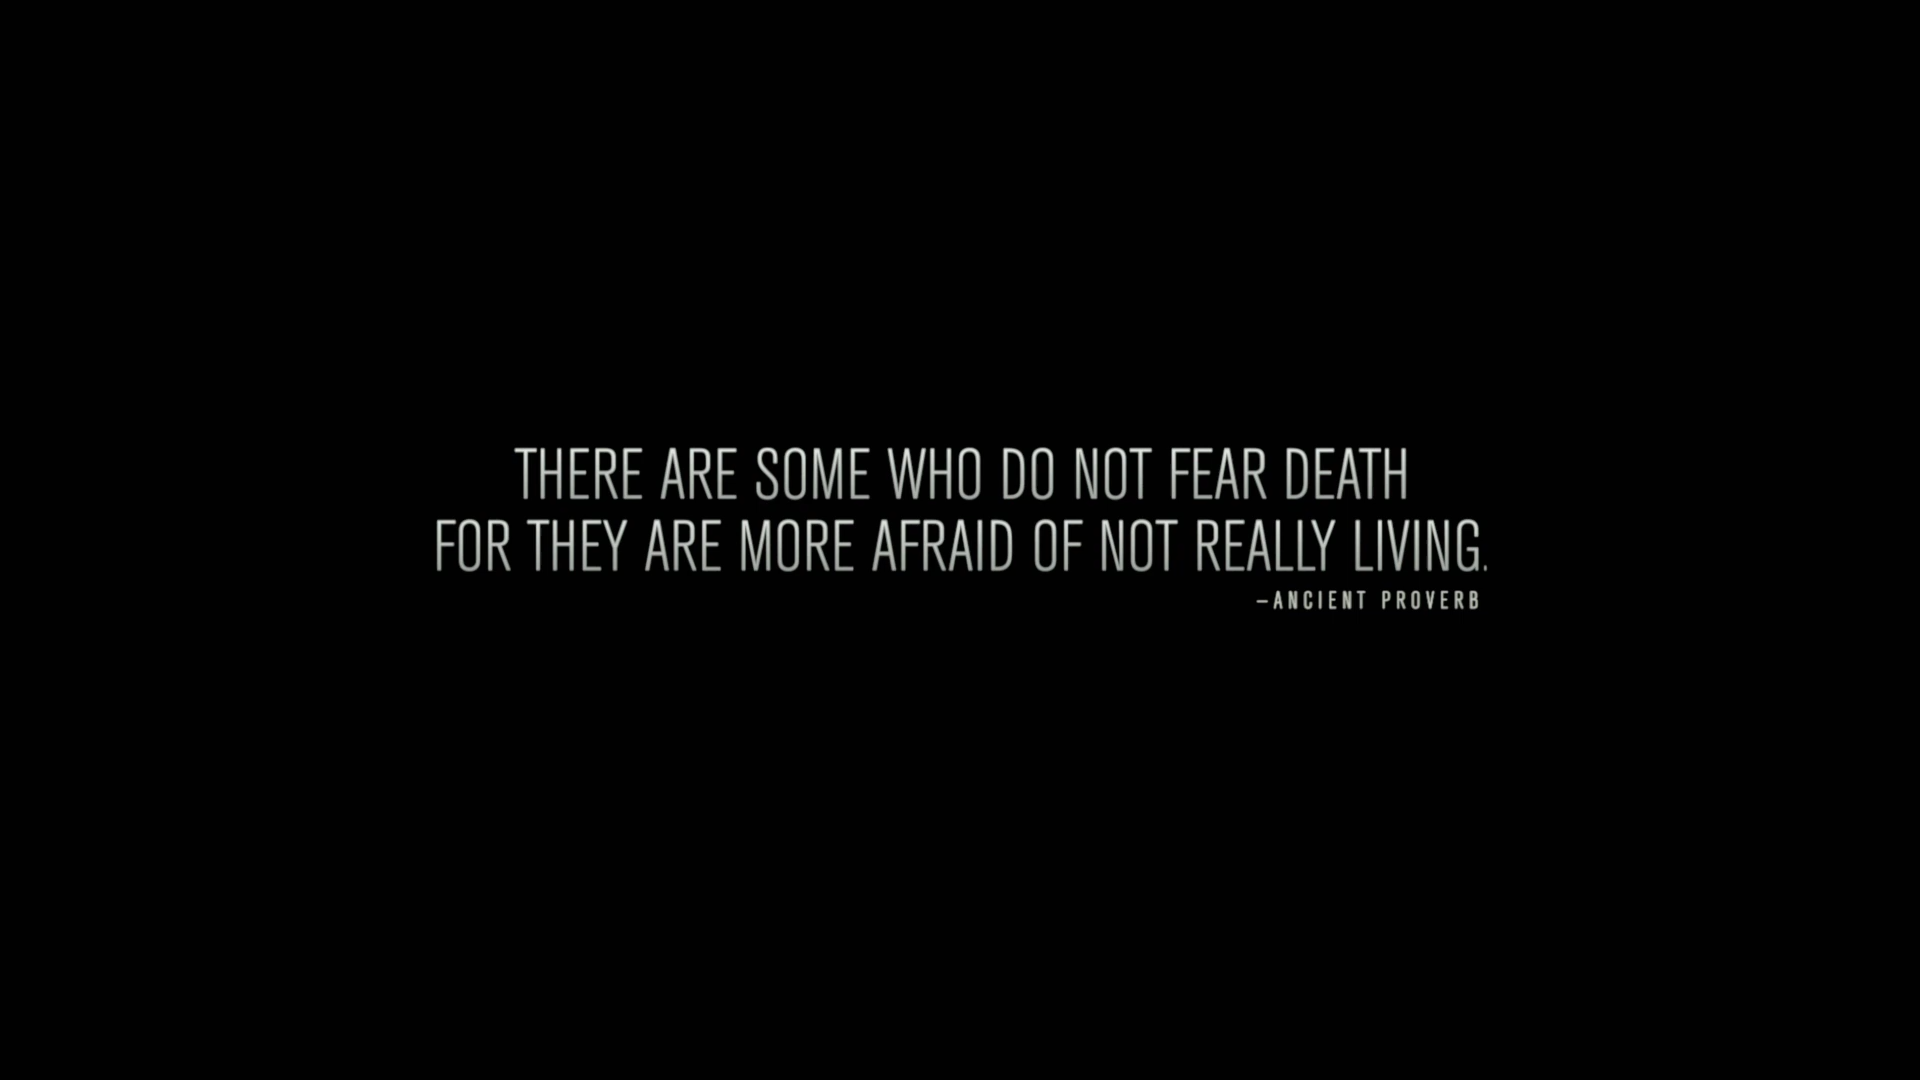 THERE ARE SOME WHO DO NOT FEAR DEATH
FOR THEY ARE MORE AFRAID OF NOT REALLY LIVING.
–ANCIENT PROVERB